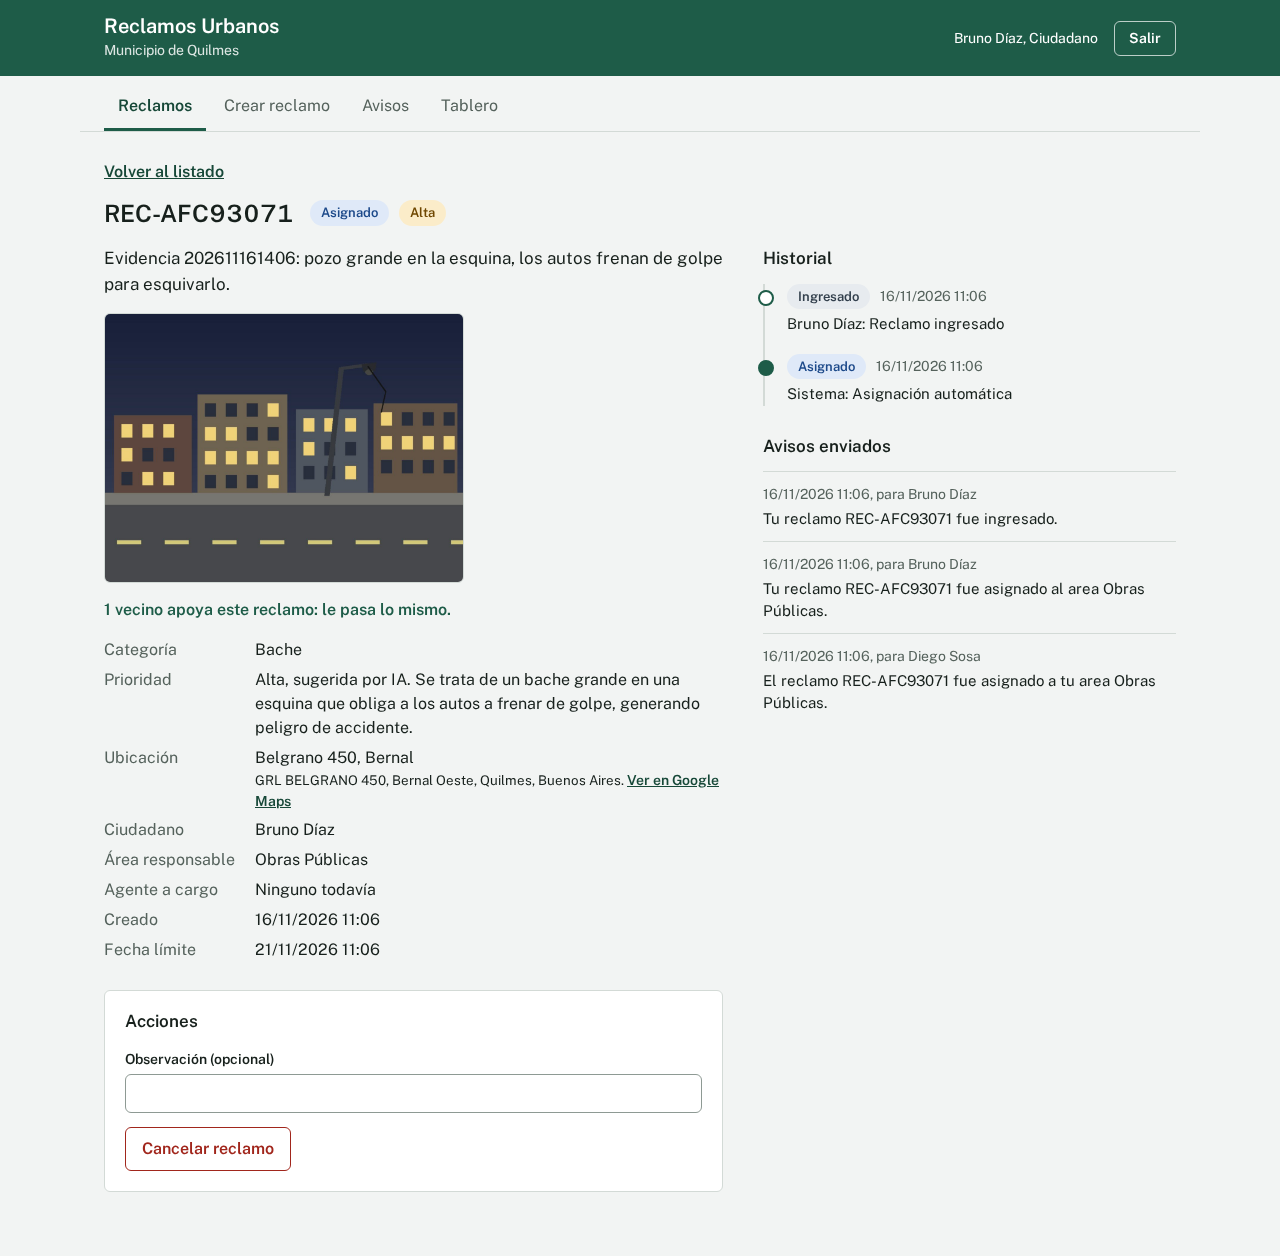 Reclamos Urbanos
Municipio de Quilmes
Bruno Díaz, Ciudadano
Salir
Reclamos
Crear reclamo
Avisos
Tablero
Volver al listado
REC-AFC93071
Asignado
Alta
Evidencia 202611161406: pozo grande en la esquina, los autos frenan de golpe
para esquivarlo.
1 vecino apoya este reclamo: le pasa lo mismo.
Categoría
Bache
Prioridad
Alta, sugerida por IA. Se trata de un bache grande en una
esquina que obliga a los autos a frenar de golpe, generando
peligro de accidente.
Ubicación
Belgrano 450, Bernal
GRL BELGRANO 450, Bernal Oeste, Quilmes, Buenos Aires. Ver en Google
Maps
Ciudadano
Bruno Díaz
Área responsable
Obras Públicas
Agente a cargo
Ninguno todavía
Creado
16/11/2026 11:06
Fecha límite
21/11/2026 11:06
Acciones
Observación (opcional)
Cancelar reclamo
Historial
Ingresado
16/11/2026 11:06
Bruno Díaz: Reclamo ingresado
Asignado
16/11/2026 11:06
Sistema: Asignación automática
Avisos enviados
16/11/2026 11:06, para Bruno Díaz
Tu reclamo REC-AFC93071 fue ingresado.
16/11/2026 11:06, para Bruno Díaz
Tu reclamo REC-AFC93071 fue asignado al area Obras
Públicas.
16/11/2026 11:06, para Diego Sosa
El reclamo REC-AFC93071 fue asignado a tu area Obras
Públicas.